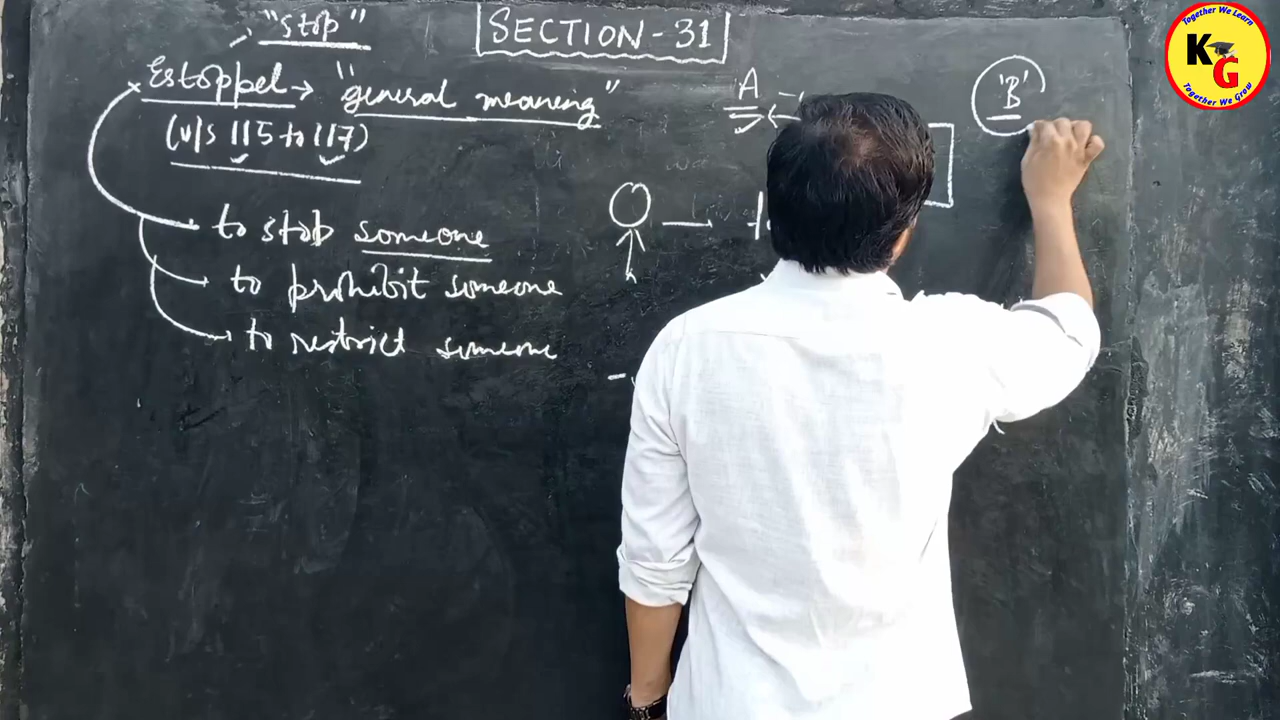 "stop"
SECTION-31
Estoppel → "general meaning"
(u/s 115 to 117)
to stop someone
to prohibit someone
to restrict someone
A
'B'
Together We Learn
KG
Together We Grow